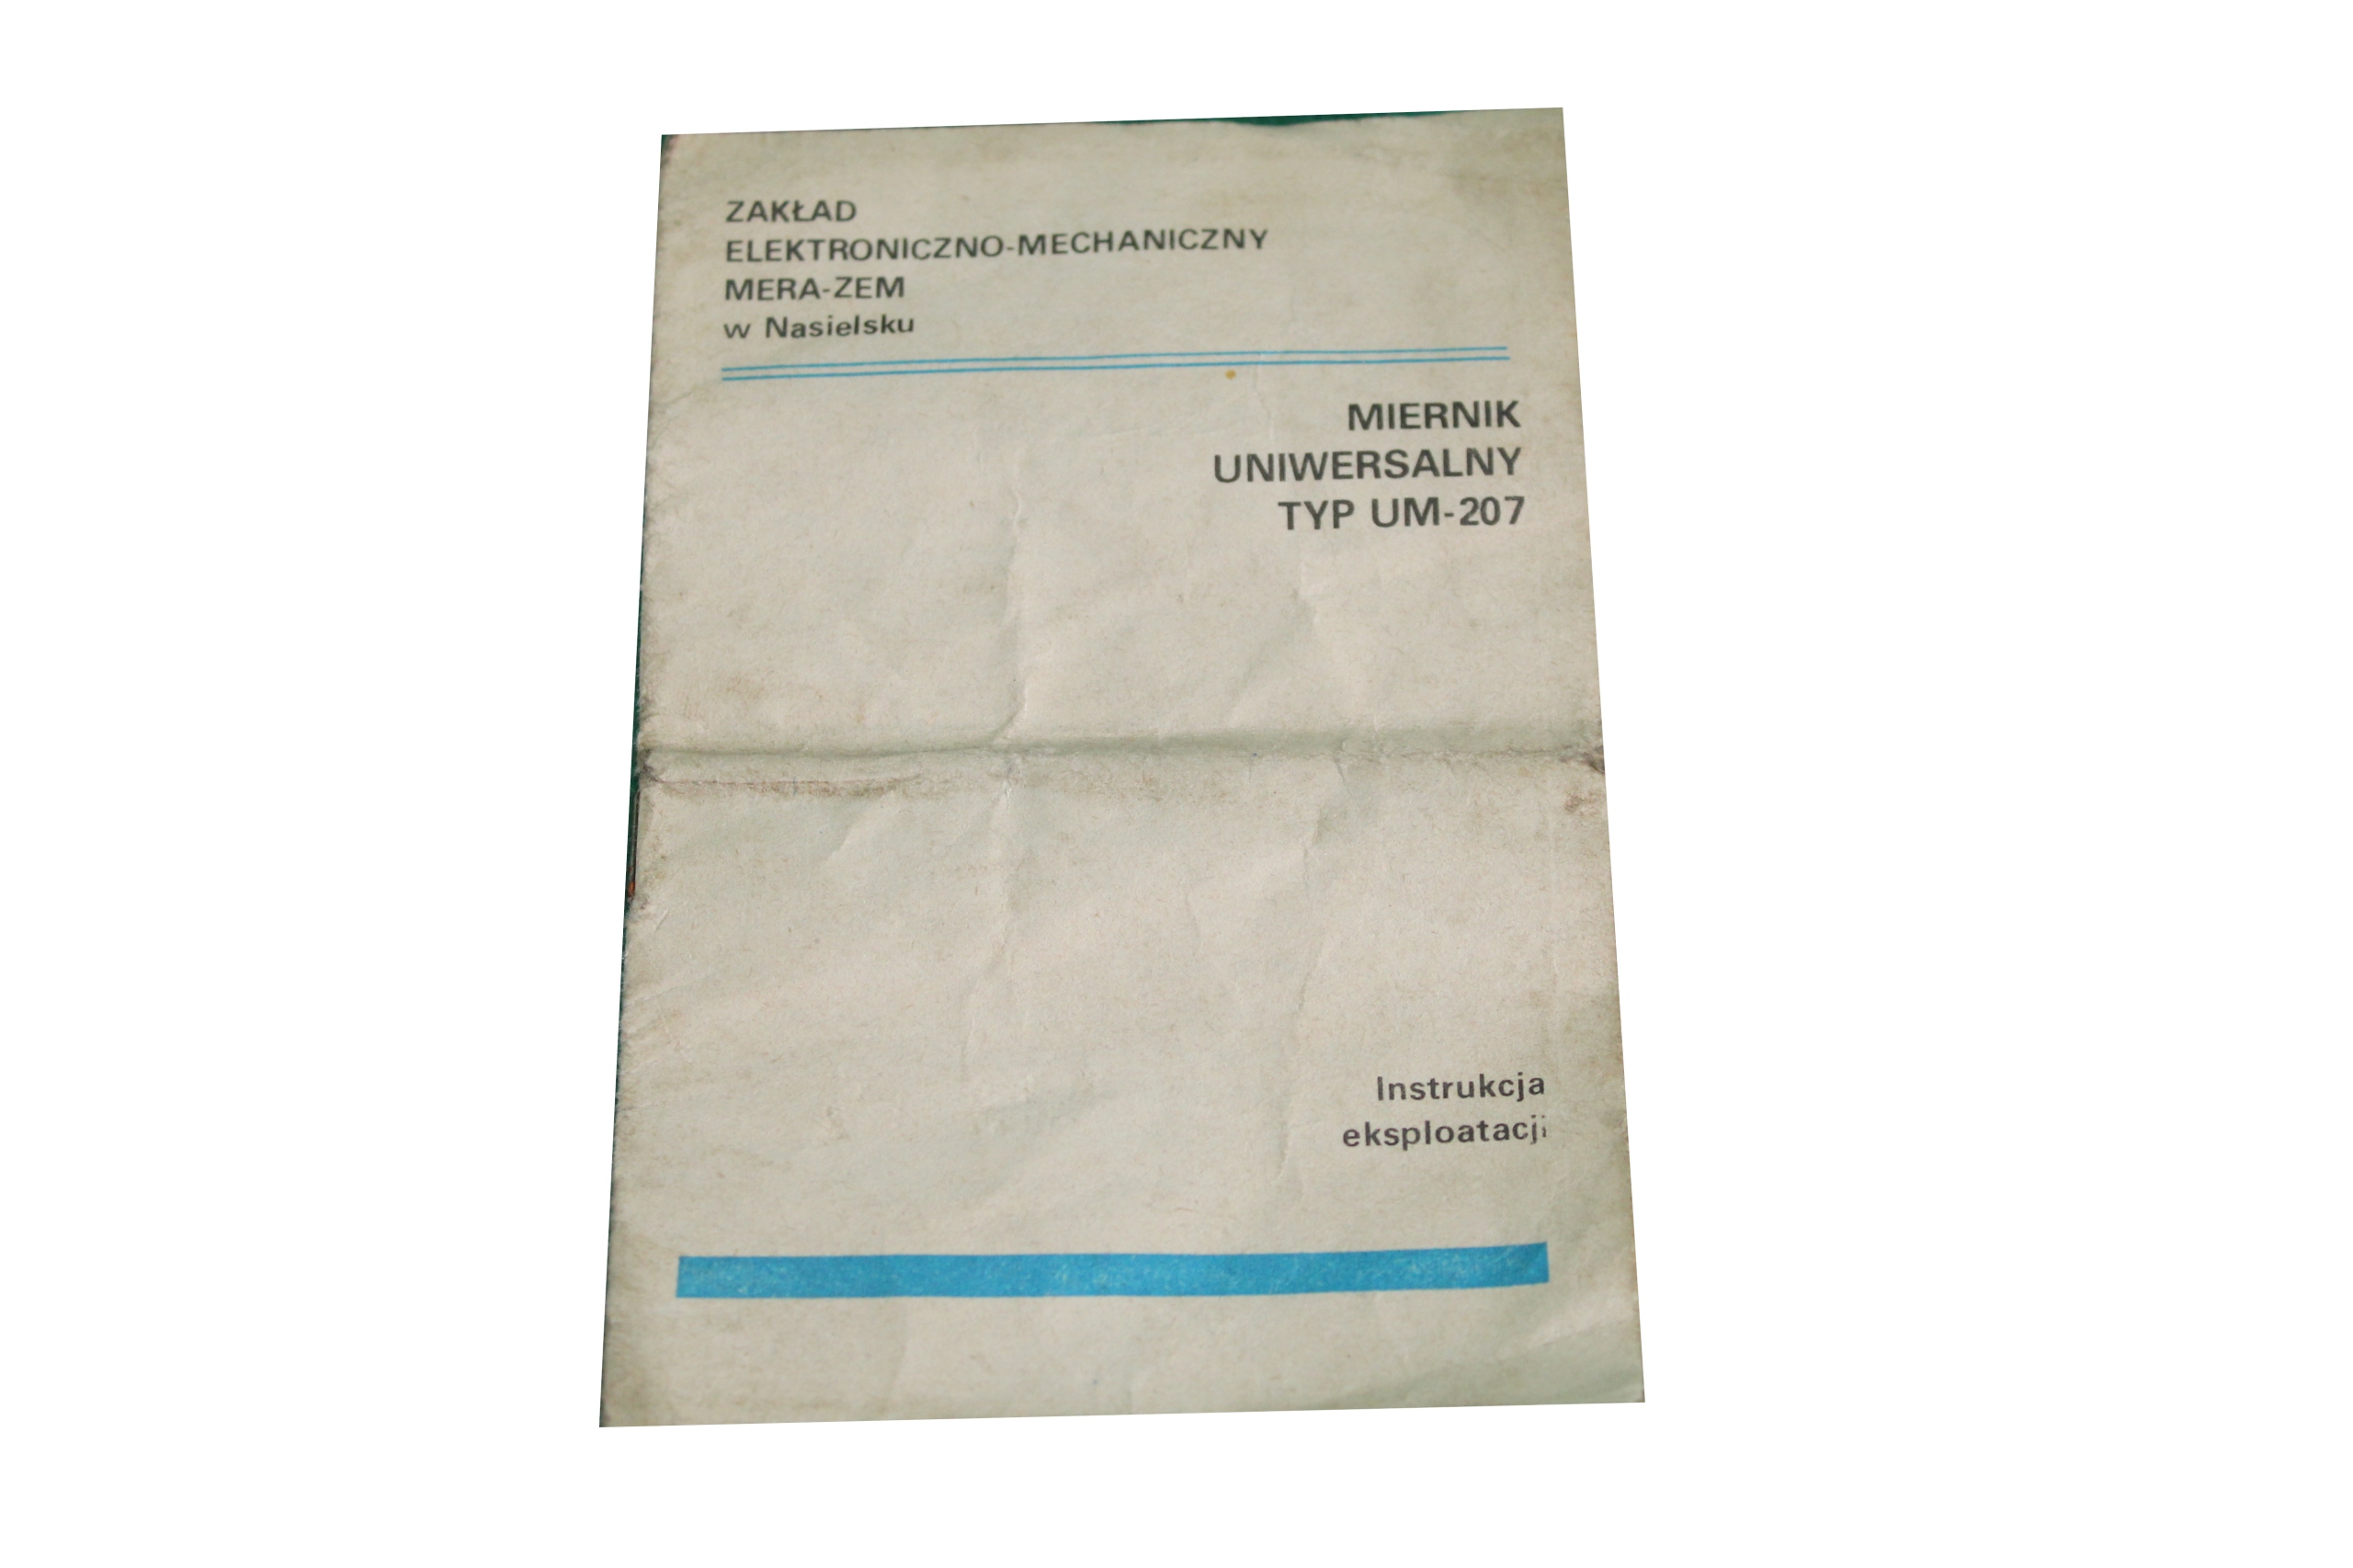 ZAKŁAD
ELEKTRONICZNO-MECHANICZNY
MERA-ZEM
w Nasielsku
MIERNIK
UNIWERSALNY
TYP UM-207
Instrukcja
eksploatacji